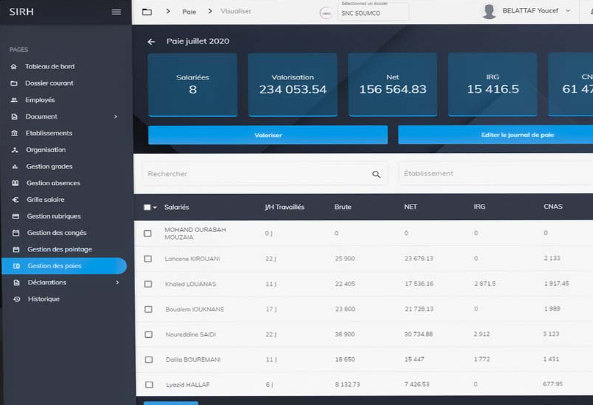 SIRH
Paie
Visualiser
Sélectionnez un dossier
SNC SOUMCO
BELATTAF Youcef
PAGES
Tableau de bord
Dossier courant
Employés
Document
Etablissements
Organisation
Gestion grades
Gestion absences
Grille salaire
Gestion rubriques
Gestion des congés
Gestion des pointage
Gestion des paies
Déclarations
Historique
Paie juillet 2020
Salariées
8
Valorisation
234 053.54
Net
156 564.83
IRG
15 416.5
CN
61 47
Valoriser
Editer le journal de paie
Rechercher
Établissement
Salariés J/H Travaillés Brute NET IRG CNAS
MOHAND OURABAH
MOUZAIA 0 J 0 0 0 0
Lahcene KIROUANI 22 J 25 900 23 678.13 0 2 133
Khaled LOUANAS 11 J 22 405 17 536.16 2 871.5 1 917.45
Boualem IOUKNANE 17 J 23 800 21 728.13 0 1 989
Noureddine SAIDI 22 J 36 900 30 734.88 2 912 3 123
Dalila BOUREMANI 11 J 18 650 15 447 1 772 1 431
Lyazid HALLAF 6 J 8 132.73 7 426.53 0 677.95